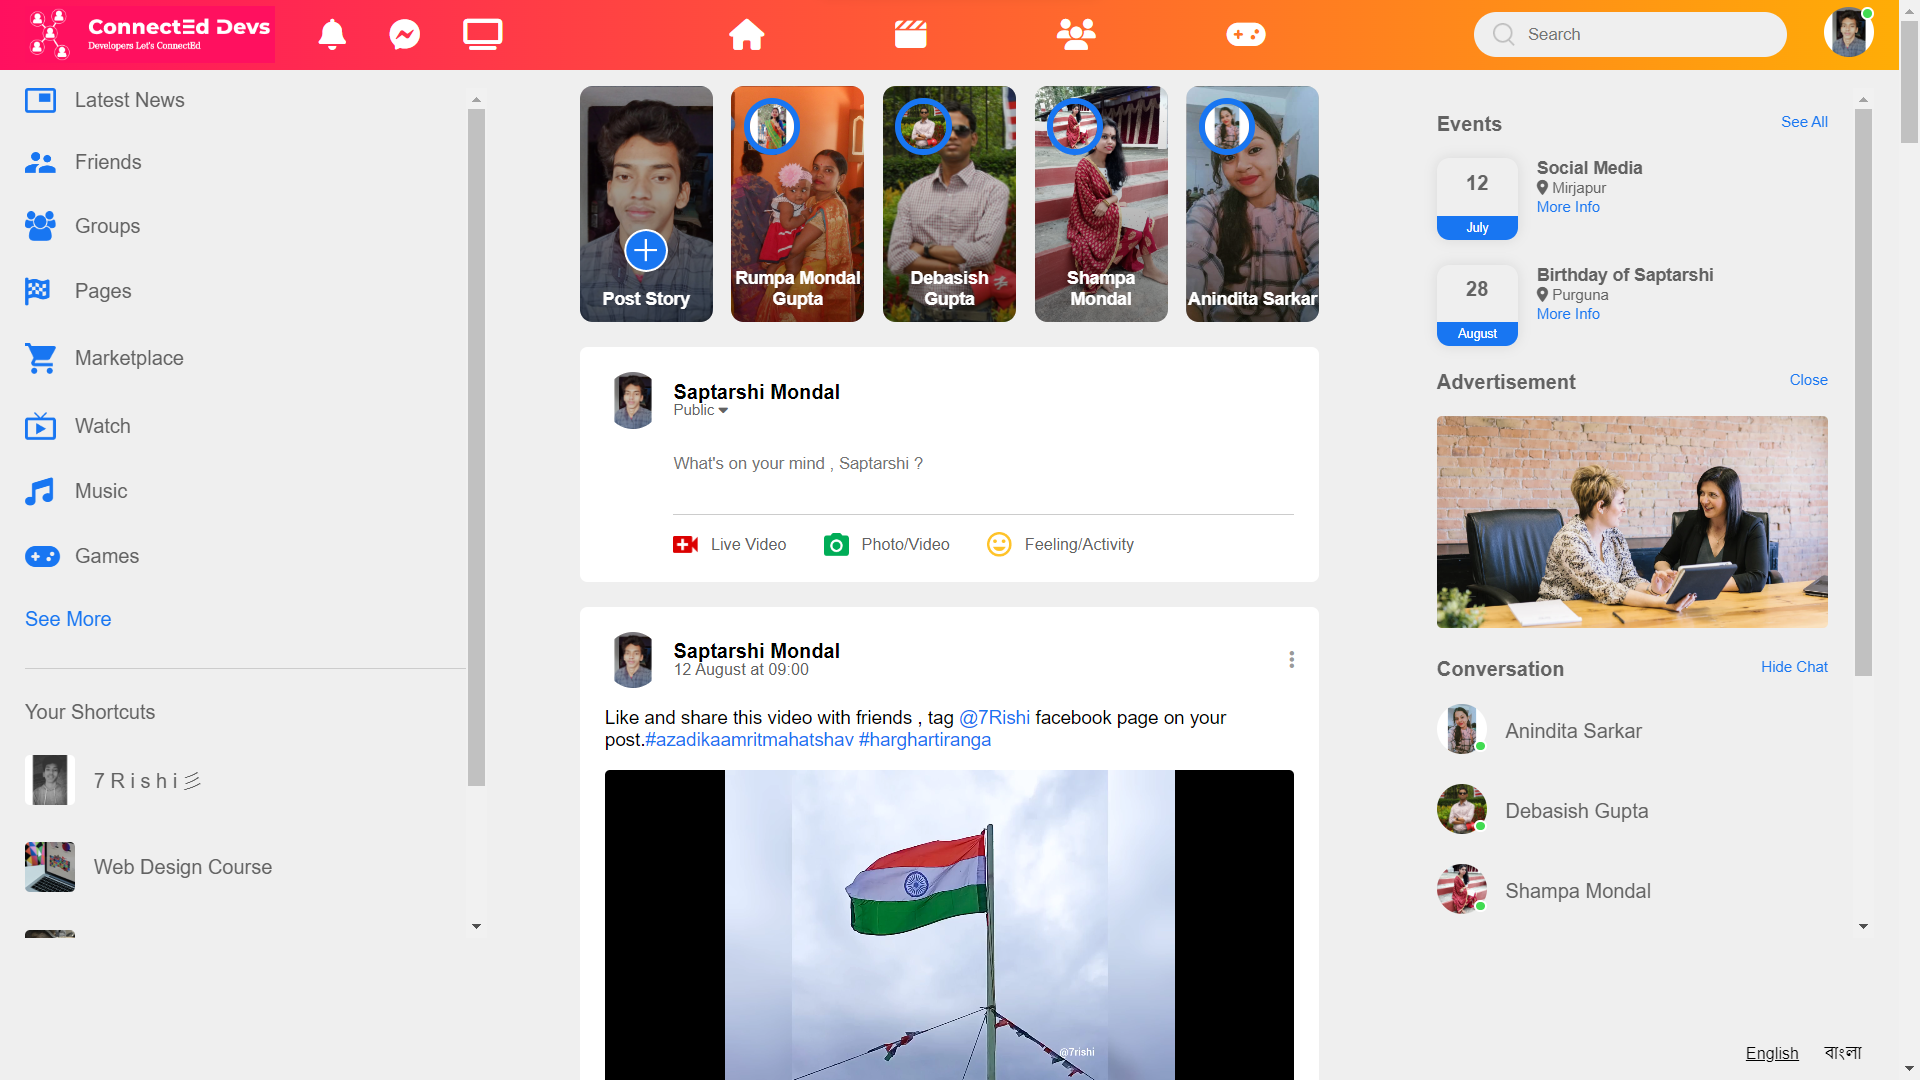 ConnectEd Devs
Developers Let's ConnectEd
Search
Latest News
Friends
Groups
Pages
Marketplace
Watch
Music
Games
See More
Your Shortcuts
7 R i s h i 彡
Web Design Course
Post Story
Rumpa Mondal
Gupta
Debasish
Gupta
Shampa
Mondal
Anindita Sarkar
Saptarshi Mondal
Public
What's on your mind , Saptarshi ?
Live Video
Photo/Video
Feeling/Activity
Saptarshi Mondal
12 August at 09:00
Like and share this video with friends , tag @7Rishi facebook page on your
post.#azadikaamritmahatshav #harghartiranga
@7rishi
Events
See All
12
July
Social Media
Mirjapur
More Info
28
August
Birthday of Saptarshi
Purguna
More Info
Advertisement
Close
Conversation
Hide Chat
Anindita Sarkar
Debasish Gupta
Shampa Mondal
English
বাংলা